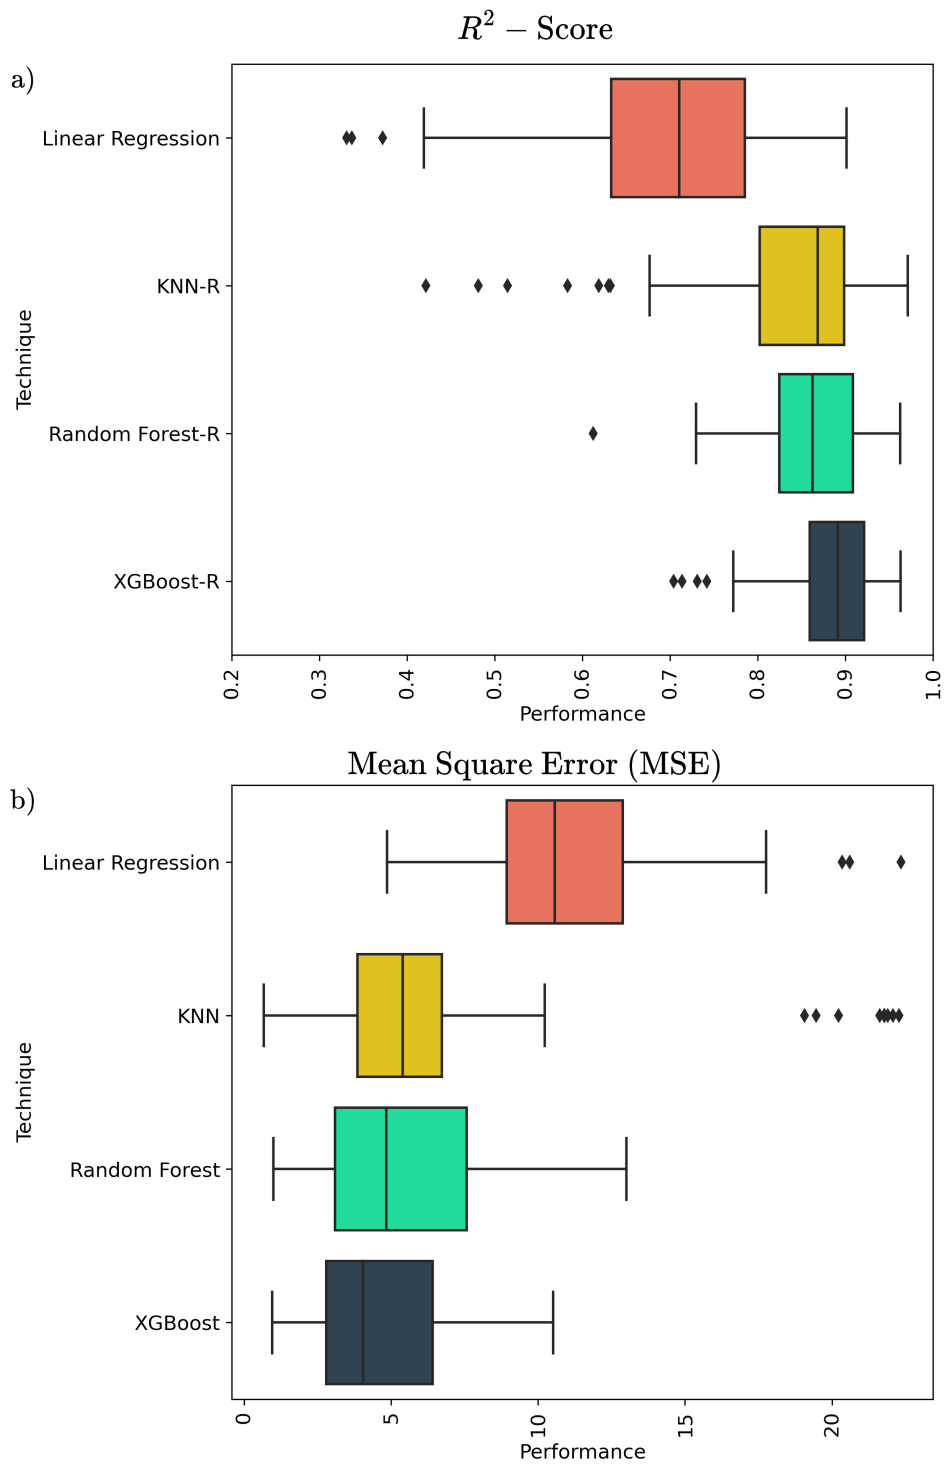 R² − Score
a)
Linear Regression
KNN-R
Random Forest-R
XGBoost-R
Technique
0.2 0.3 0.4 0.5 0.6 0.7 0.8 0.9 1.0
Performance
Mean Square Error (MSE)
b)
Linear Regression
KNN
Random Forest
XGBoost
Technique
0 5 10 15 20
Performance